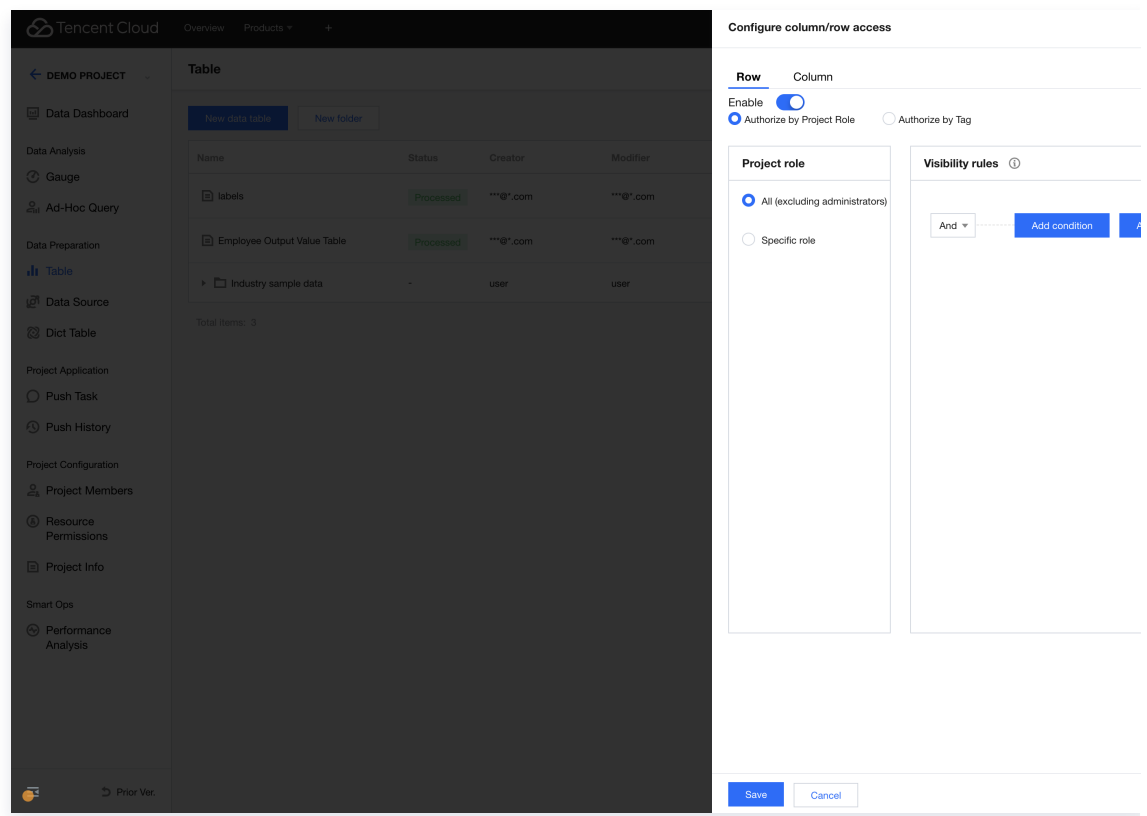 Tencent Cloud Overview Products +
DEMO PROJECT
Data Dashboard
Data Analysis
Gauge
Ad-Hoc Query
Data Preparation
Table
Data Source
Dict Table
Project Application
Push Task
Push History
Project Configuration
Project Members
Resource
Permissions
Project Info
Smart Ops
Performance
Analysis
Prior Ver.
Table
New data table New folder
Name Status Creator Modifier
labels Processed ***@*.com ***@*.com
Employee Output Value Table Processed ***@*.com ***@*.com
Industry sample data - user user
Total items: 3
Configure column/row access
Row Column
Enable
Authorize by Project Role Authorize by Tag
Project role
All (excluding administrators)
Specific role
Visibility rules
And Add condition
Save Cancel